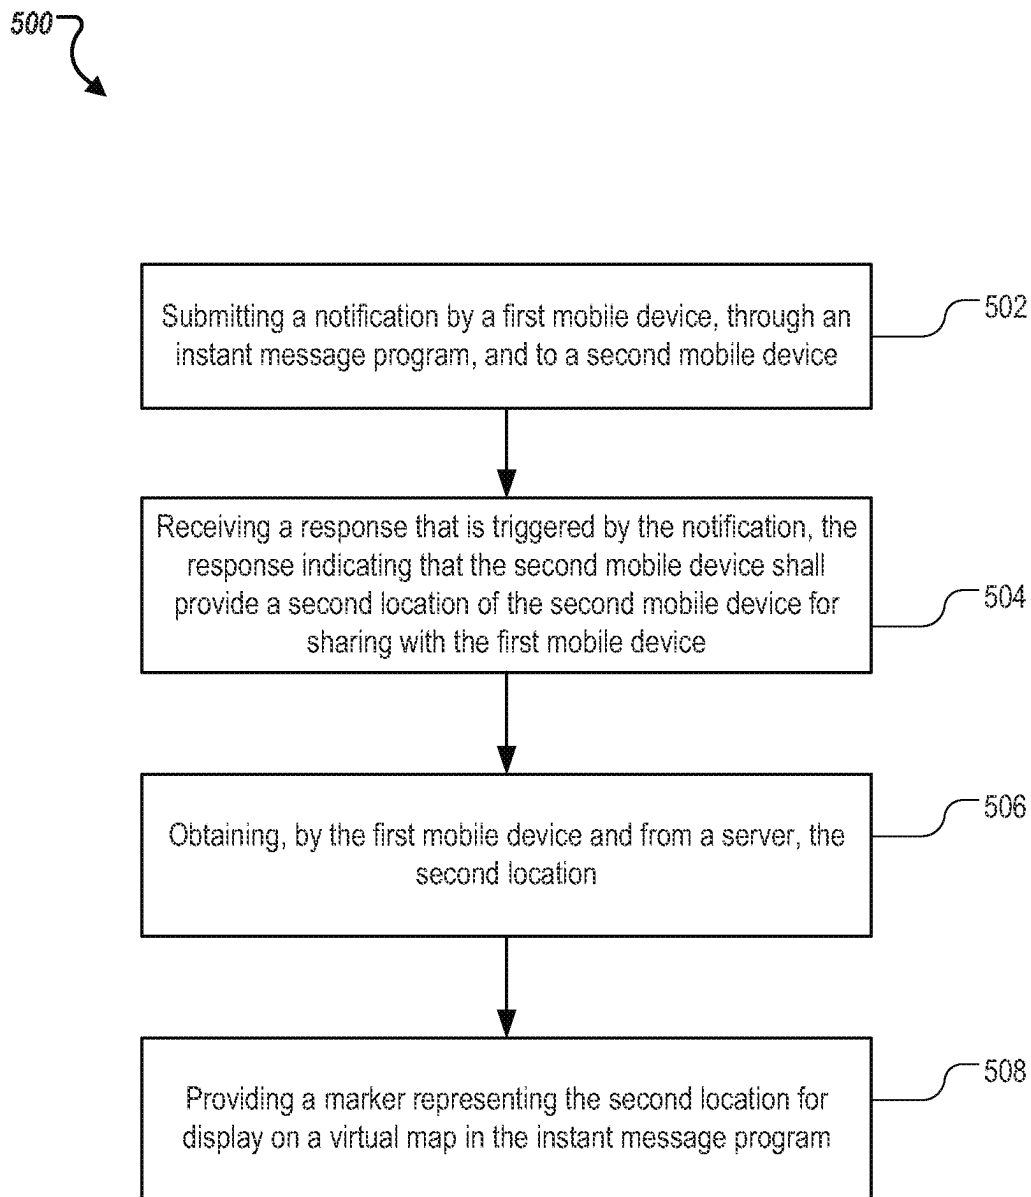 500
Submitting a notification by a first mobile device, through an
instant message program, and to a second mobile device
502
Receiving a response that is triggered by the notification, the
response indicating that the second mobile device shall
provide a second location of the second mobile device for
sharing with the first mobile device
504
Obtaining, by the first mobile device and from a server, the
second location
506
Providing a marker representing the second location for
display on a virtual map in the instant message program
508